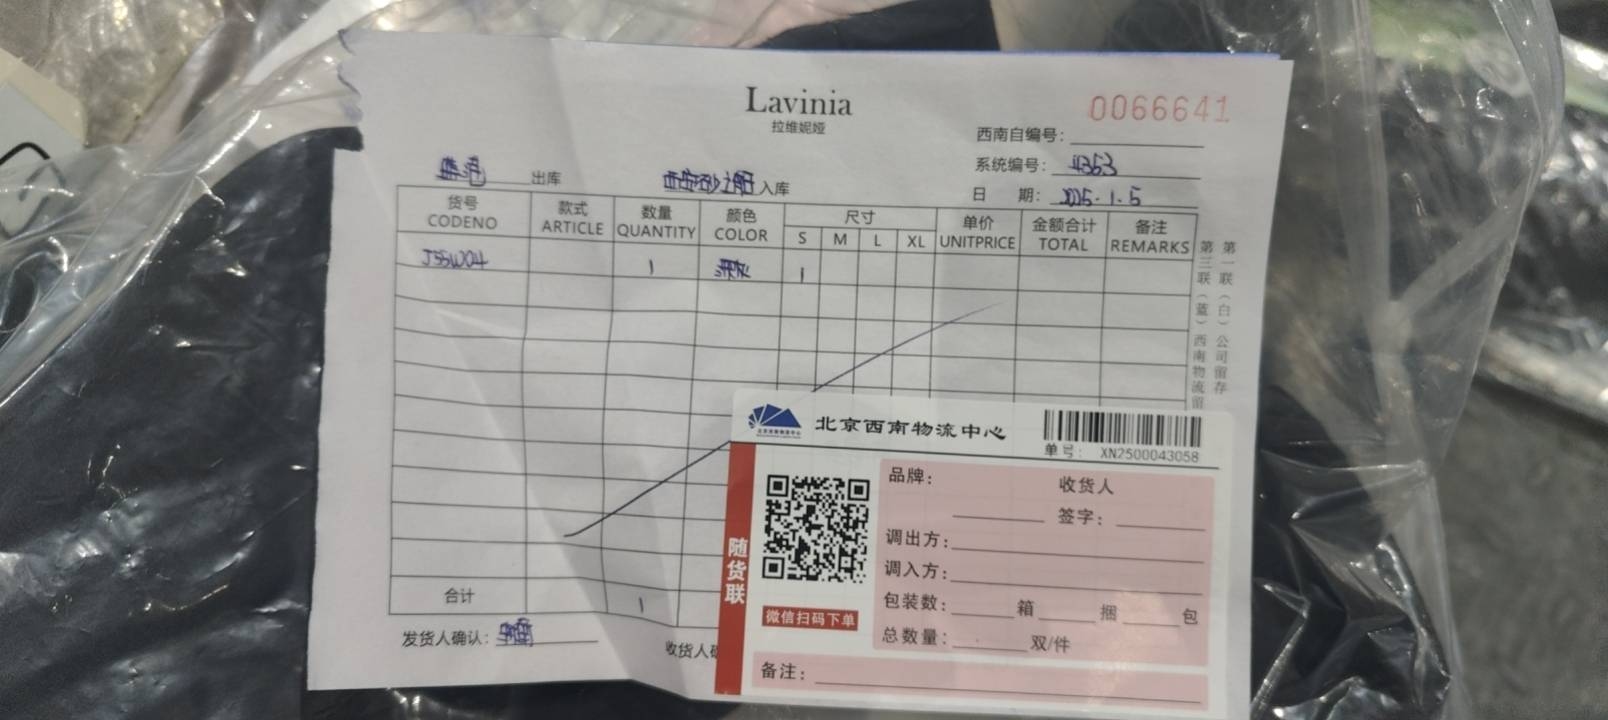 Lavinia
拉维妮娅
0066641
西南自编号：
系统编号： 4353
日 期： 2025.1.5
出库
入库
货号 款式 数量 颜色 尺寸 单价 金额合计 备注
CODENO ARTICLE QUANTITY COLOR S M L XL UNITPRICE TOTAL REMARKS
J55W04 1 1
合计 1
发货人确认：
收货人确
第一联（白）公司留存
第三联（蓝）西南物流留
北京西南物流中心
单号： XN2500043058
随货联
微信扫码下单
品牌： 收货人
签字：
调出方：
调入方：
包装数： 箱 捆 包
总数量： 双/件
备注：